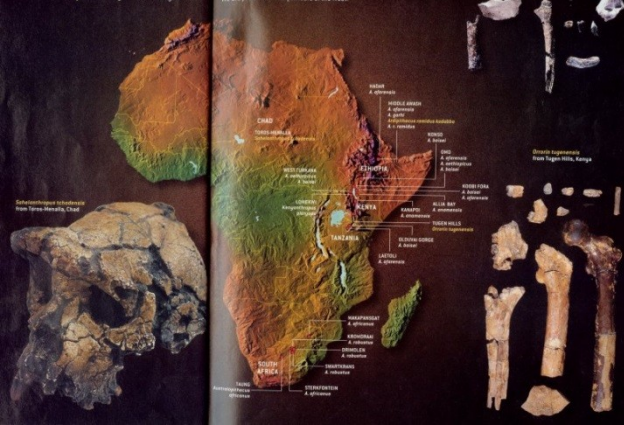 HADAR
A. afarensis
MIDDLE AWASH
A. afarensis
A. garhi
Ardipithecus ramidus kadabba
A. r. ramidus
KONSO
A. boisei
OMO
A. afarensis
A. aethiopicus
A. boisei
CHAD
TOROS-MENALLA
Sahelanthropus tchadensis
ETHIOPIA
WEST TURKANA
A. aethiopicus
A. boisei
KOOBI FORA
A. boisei
A. afarensis
LOMEKWI
Kenyanthropus
platyops
KENYA
KANAPOI
A. anamensis
ALLIA BAY
A. anamensis
TUGEN HILLS
Orrorin tugenensis
TANZANIA
OLDUVAI GORGE
A. boisei
LAETOLI
A. afarensis
Sahelanthropus tchadensis
from Toros-Menalla, Chad
Orrorin tugenensis
from Tugen Hills, Kenya
MAKAPANSGAT
A. africanus
KROMDRAAI
A. robustus
DRIMOLEN
A. robustus
SWARTKRANS
A. robustus
SOUTH
AFRICA
TAUNG
Australopithecus
africanus
STERKFONTEIN
A. africanus